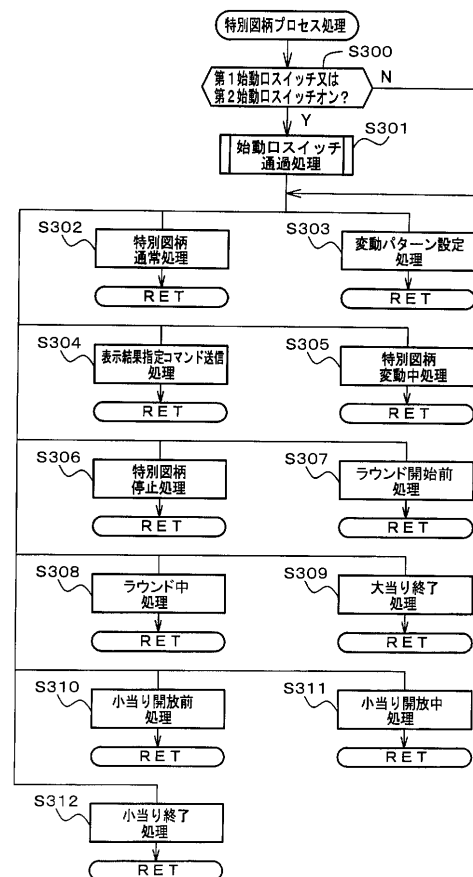 特別図柄プロセス処理
S300
第1始動口スイッチ又は
第2始動口スイッチオン?
N
Y
S301
始動口スイッチ
通過処理
S302
特別図柄
通常処理
RET
S303
変動パターン設定
処理
RET
S304
表示結果指定コマンド送信
処理
RET
S305
特別図柄
変動中処理
RET
S306
特別図柄
停止処理
RET
S307
ラウンド開始前
処理
RET
S308
ラウンド中
処理
RET
S309
大当り終了
処理
RET
S310
小当り開放前
処理
RET
S311
小当り開放中
処理
RET
S312
小当り終了
処理
RET